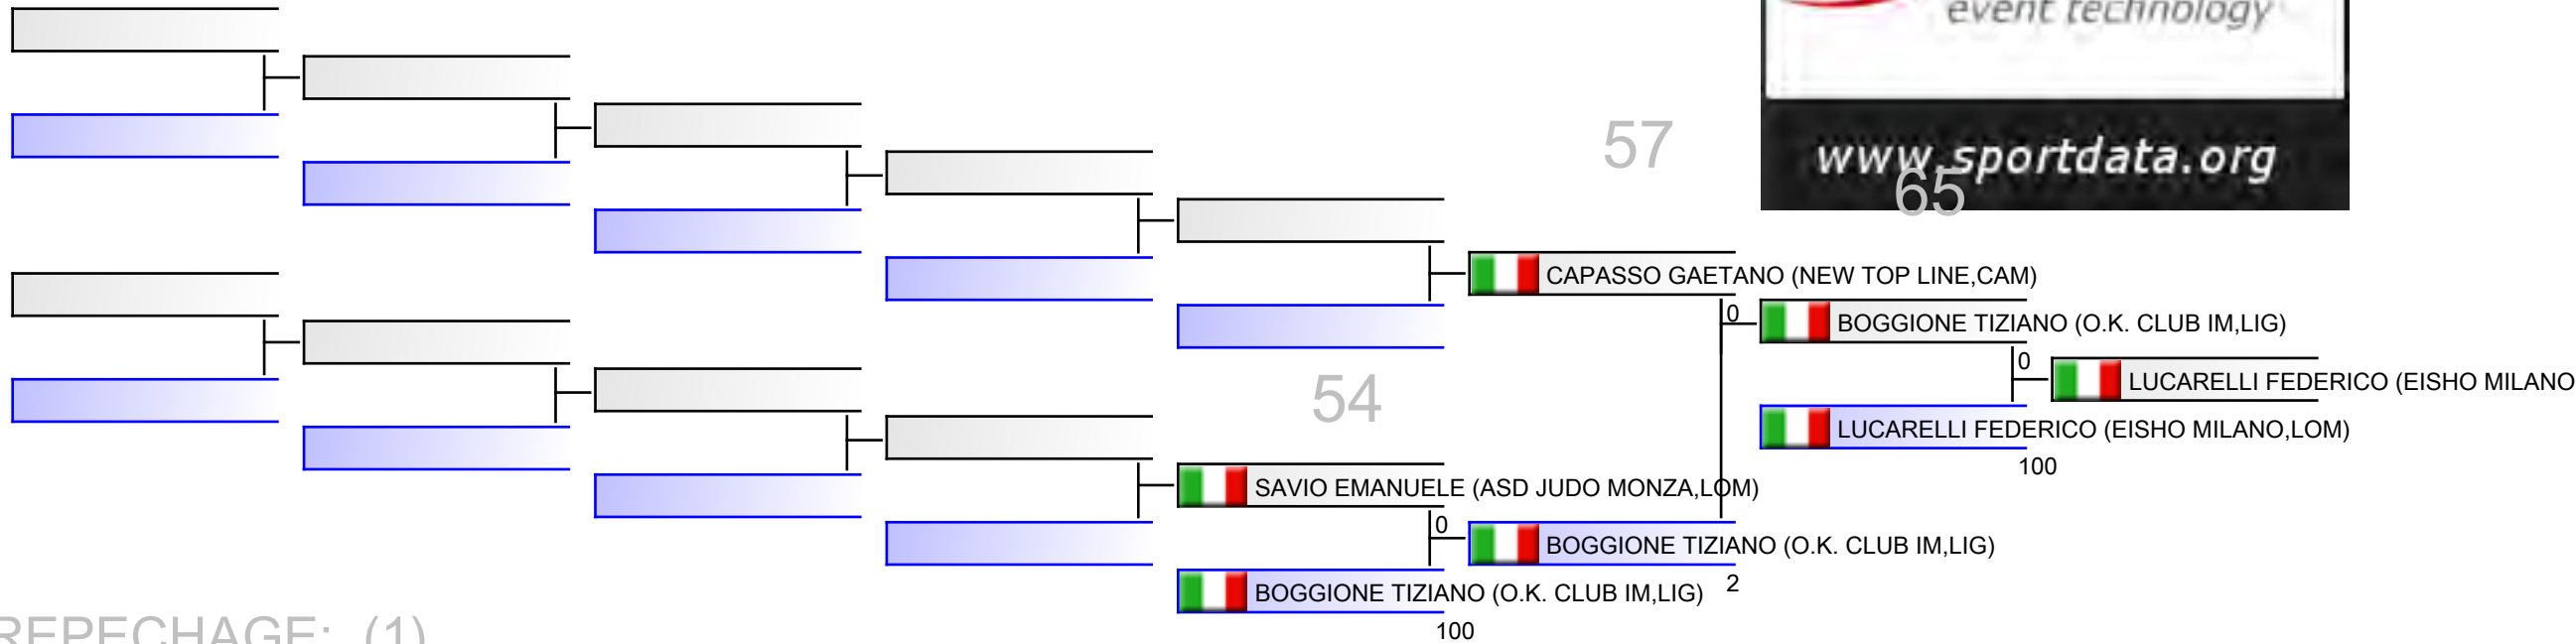 event technology
57
www.sportdata.org
65
CAPASSO GAETANO (NEW TOP LINE,CAM)
0
BOGGIONE TIZIANO (O.K. CLUB IM,LIG)
0
LUCARELLI FEDERICO (EISHO MILANO
54
LUCARELLI FEDERICO (EISHO MILANO,LOM)
100
SAVIO EMANUELE (ASD JUDO MONZA,LOM)
0
BOGGIONE TIZIANO (O.K. CLUB IM,LIG)
2
BOGGIONE TIZIANO (O.K. CLUB IM,LIG)
100
REPECHAGE: (1)